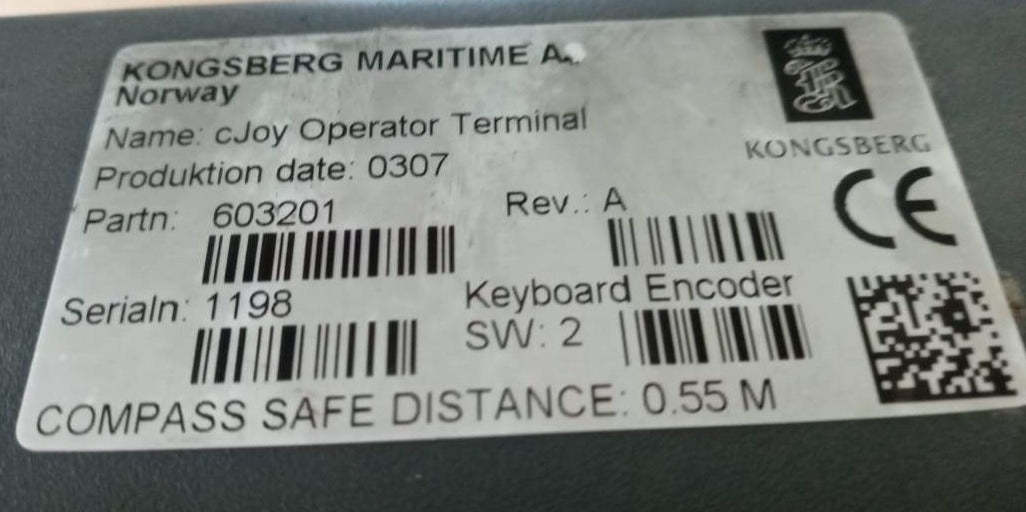 KONGSBERG MARITIME A
Norway
Name: cJoy Operator Terminal
Produktion date: 0307
KONGSBERG
Partn: 603201
Rev.: A
CE
Serialn: 1198
Keyboard Encoder
SW: 2
COMPASS SAFE DISTANCE: 0.55 M